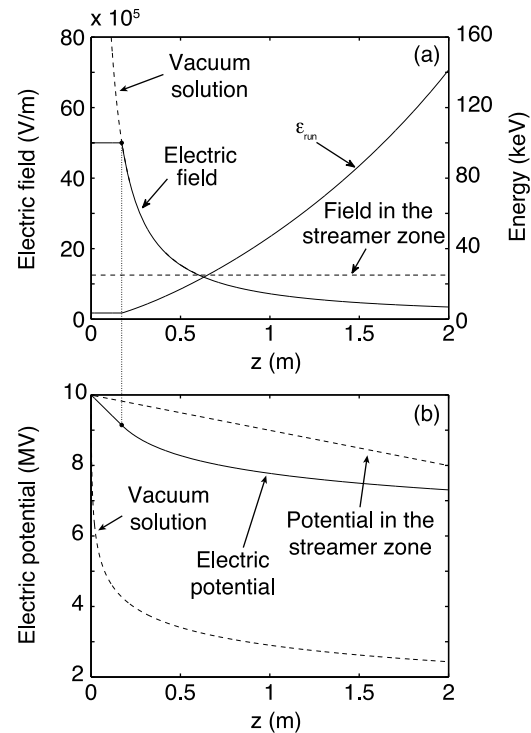 x 10⁵
80
60
40
20
0
Electric field (V/m)
160
120
80
40
0
Energy (keV)
(a)
Vacuum
solution
Electric
field
ε_run
Field in the
streamer zone
0
0.5
1
1.5
2
z (m)
10
8
6
4
2
Electric potential (MV)
(b)
Vacuum
solution
Electric
potential
Potential in the
streamer zone
0
0.5
1
1.5
2
z (m)